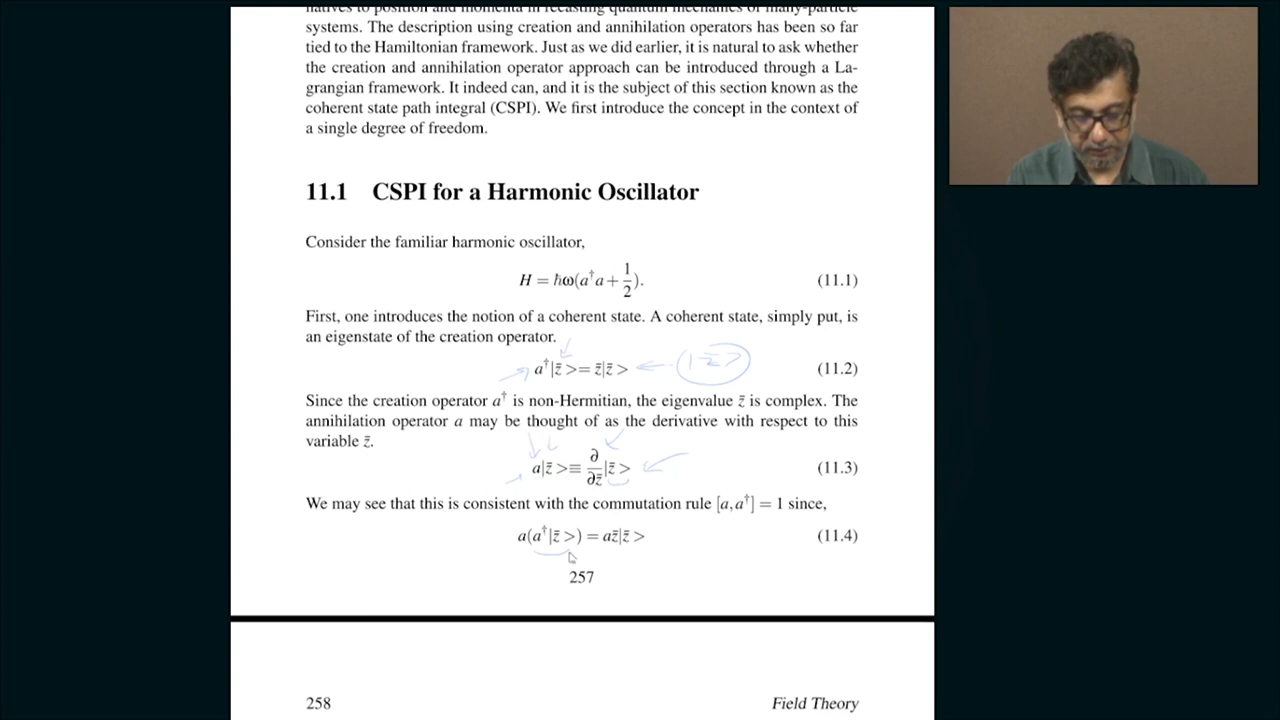 natives to position and momenta in recasting quantum mechanics of many-particle
systems. The description using creation and annihilation operators has been so far
tied to the Hamiltonian framework. Just as we did earlier, it is natural to ask whether
the creation and annihilation operator approach can be introduced through a La-
grangian framework. It indeed can, and it is the subject of this section known as the
coherent state path integral (CSPI). We first introduce the concept in the context of
a single degree of freedom.
11.1 CSPI for a Harmonic Oscillator
Consider the familiar harmonic oscillator,
H = ħω(a†a + 1/2). (11.1)
First, one introduces the notion of a coherent state. A coherent state, simply put, is
an eigenstate of the creation operator.
a†|z̄ >= z̄|z̄ > |z̄> (11.2)
Since the creation operator a† is non-Hermitian, the eigenvalue z̄ is complex. The
annihilation operator a may be thought of as the derivative with respect to this
variable z̄.
a|z̄ >≡ ∂/∂z̄ |z̄ > (11.3)
We may see that this is consistent with the commutation rule [a, a†] = 1 since,
a(a†|z̄ >) = az̄|z̄ > (11.4)
257
258 Field Theory